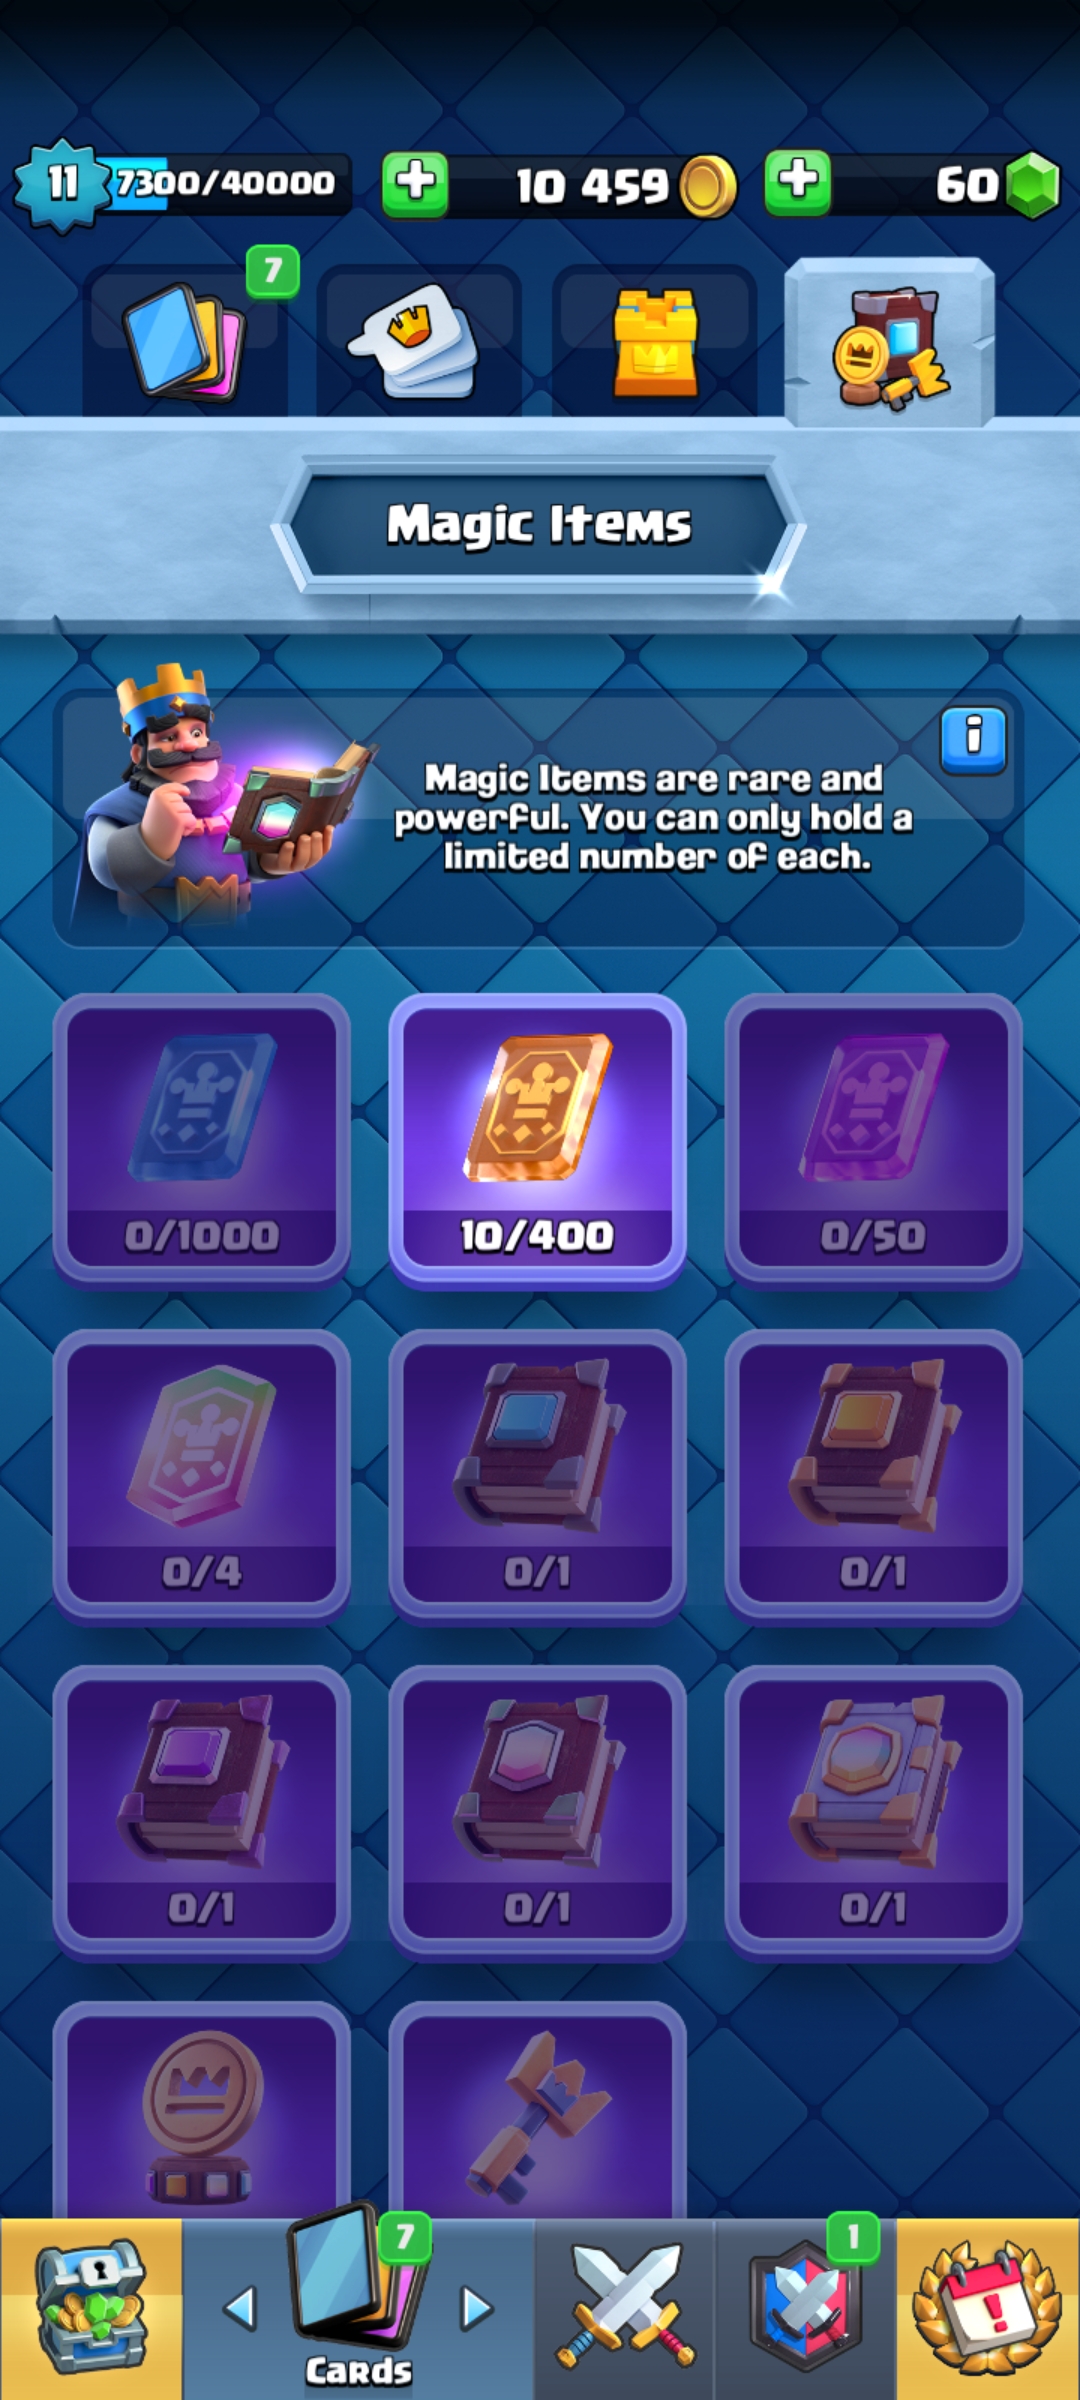 11
7300/40000
10 459
60
7
Magic Items
i
Magic Items are rare and
powerful. You can only hold a
limited number of each.
0/1000
10/400
0/50
0/4
0/1
0/1
0/1
0/1
0/1
7
1
Cards